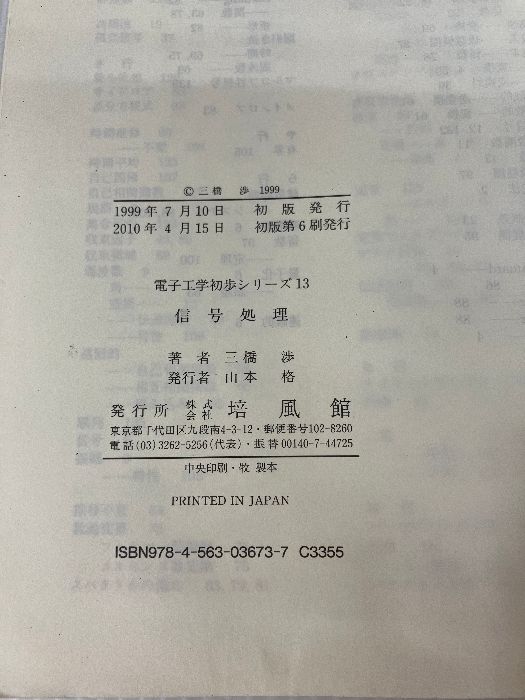 © 三橋 渉 1999
1999年 7月10日 初版発行
2010年 4月15日 初版第6刷発行
電子工学初歩シリーズ13
信号処理
著者 三橋 渉
発行者 山本 格
発行所 株式会社 培風館
東京都千代田区九段南4-3-12・郵便番号102-8260
電話(03)3262-5256(代表)・振替00140-7-44725
中央印刷・牧 製本
PRINTED IN JAPAN
ISBN978-4-563-03673-7 C3355